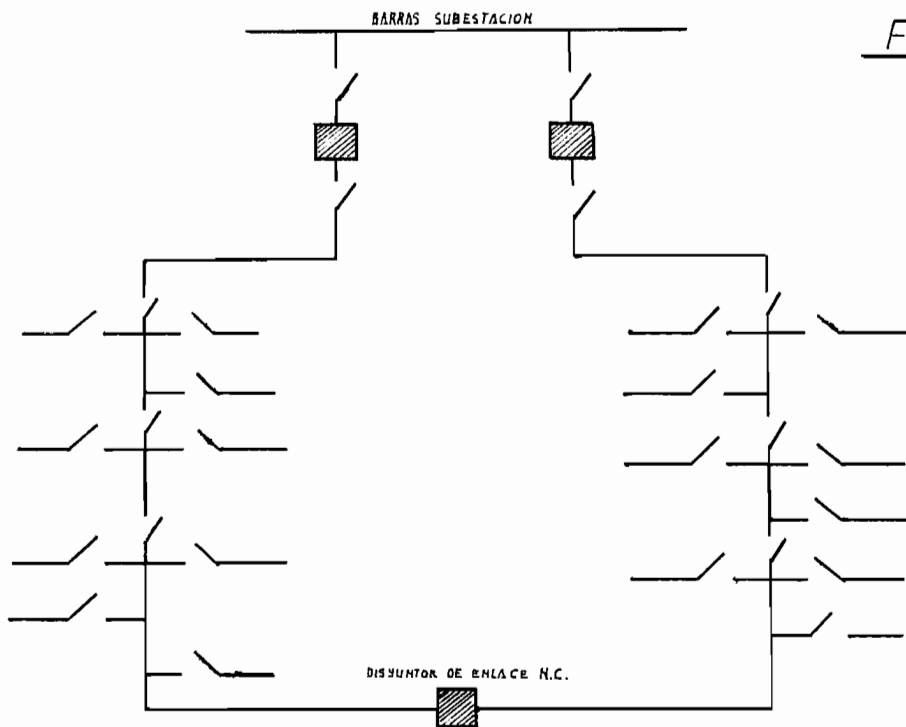 BARRAS SUBESTACION
F
DISYUNTOR DE ENLACE N.C.